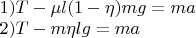 1) T − μl(1 − η)mg = ma
2) T − mηlg = ma